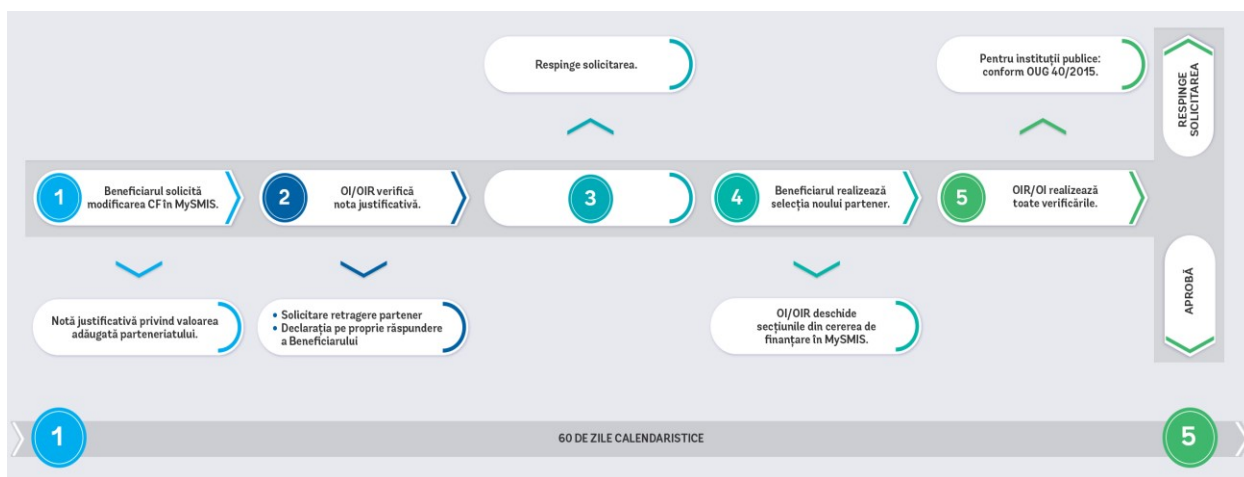 Respinge solicitarea.
Pentru instituții publice:
conform OUG 40/2015.
RESPINGE
SOLICITAREA
1
Beneficiarul solicită
modificarea CF în MySMIS.
2
OI/OIR verifică
nota justificativă.
3
4
Beneficiarul realizează
selecția noului partener.
5
OIR/OI realizează
toate verificările.
Notă justificativă privind valoarea
adăugată parteneriatului.
• Solicitare retragere partener
• Declarația pe proprie răspundere
a Beneficiarului
OI/OIR deschide
secțiunile din cererea de
finanțare în MySMIS.
APROBĂ
1
60 DE ZILE CALENDARISTICE
5